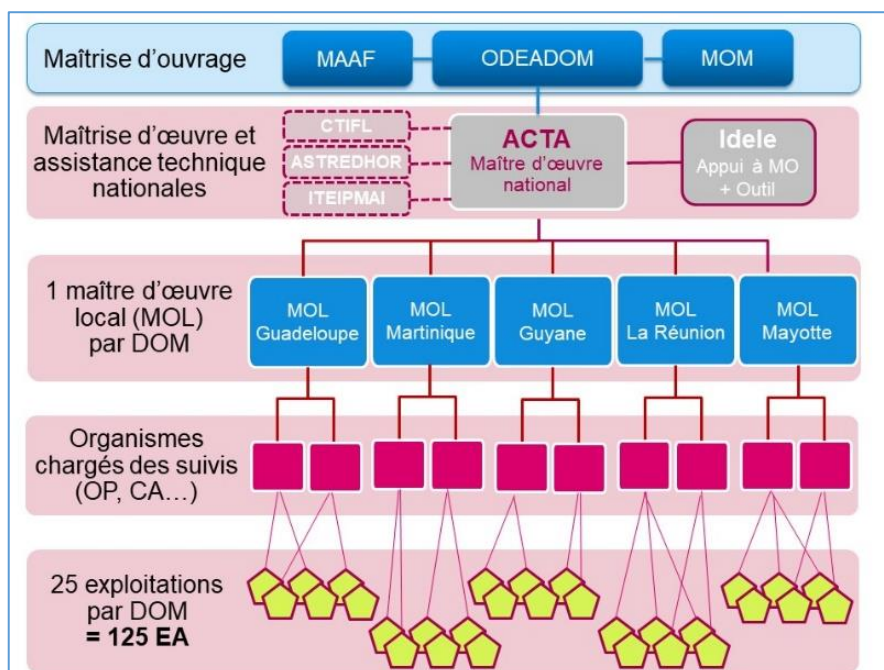 Maîtrise d'ouvrage
MAAF
ODEADOM
MOM
Maîtrise d'œuvre et
assistance technique
nationales
CTIFL
ASTREDHOR
ITEIPMAI
ACTA
Maître d'œuvre
national
Idele
Appui à MO
+ Outil
1 maître d'œuvre
local (MOL)
par DOM
MOL
Guadeloupe
MOL
Martinique
MOL
Guyane
MOL
La Réunion
MOL
Mayotte
Organismes
chargés des suivis
(OP, CA…)
25 exploitations
par DOM
= 125 EA